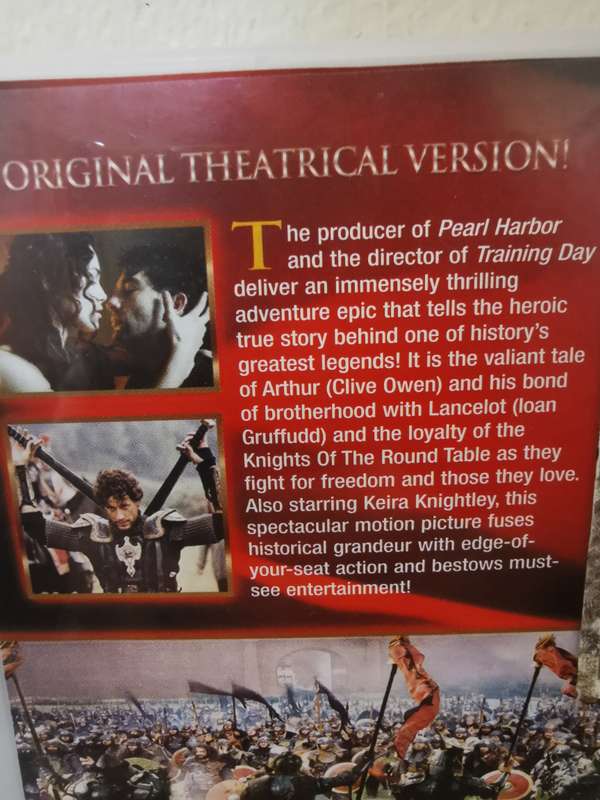 ORIGINAL THEATRICAL VERSION!
The producer of Pearl Harbor
and the director of Training Day
deliver an immensely thrilling
adventure epic that tells the heroic
true story behind one of history's
greatest legends! It is the valiant tale
of Arthur (Clive Owen) and his bond
of brotherhood with Lancelot (Ioan
Gruffudd) and the loyalty of the
Knights Of The Round Table as they
fight for freedom and those they love.
Also starring Keira Knightley, this
spectacular motion picture fuses
historical grandeur with edge-of-
your-seat action and bestows must-
see entertainment!